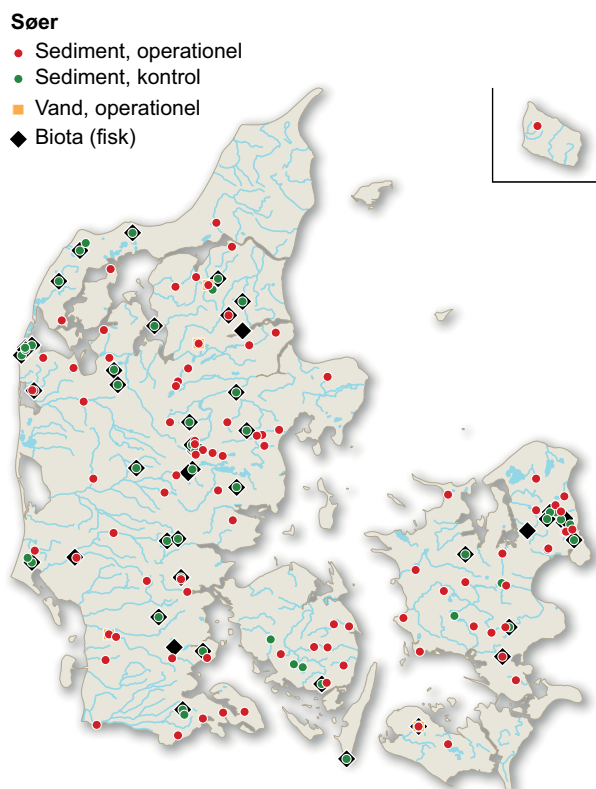 Søer
Sediment, operationel
Sediment, kontrol
Vand, operationel
Biota (fisk)